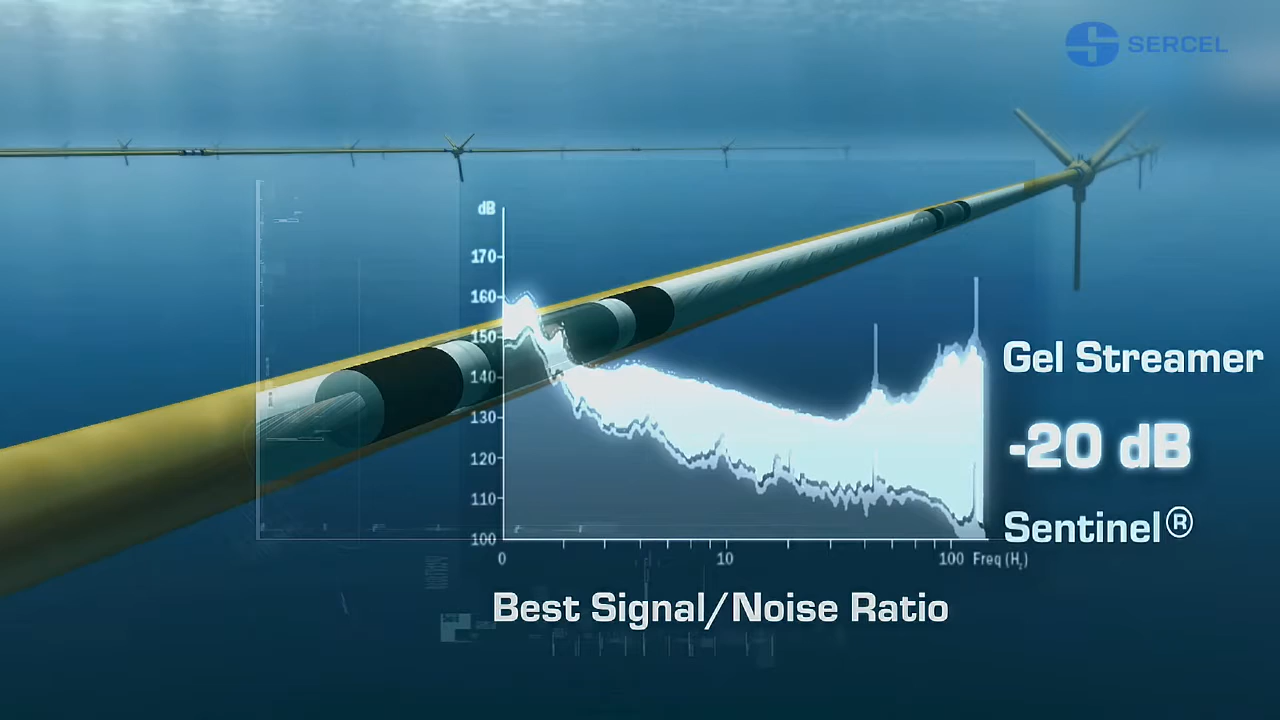 SERCEL
dB
170
160
150
140
130
120
110
100
0
10
100
Freq (Hz)
Gel Streamer
-20 dB
Sentinel®
Best Signal/Noise Ratio